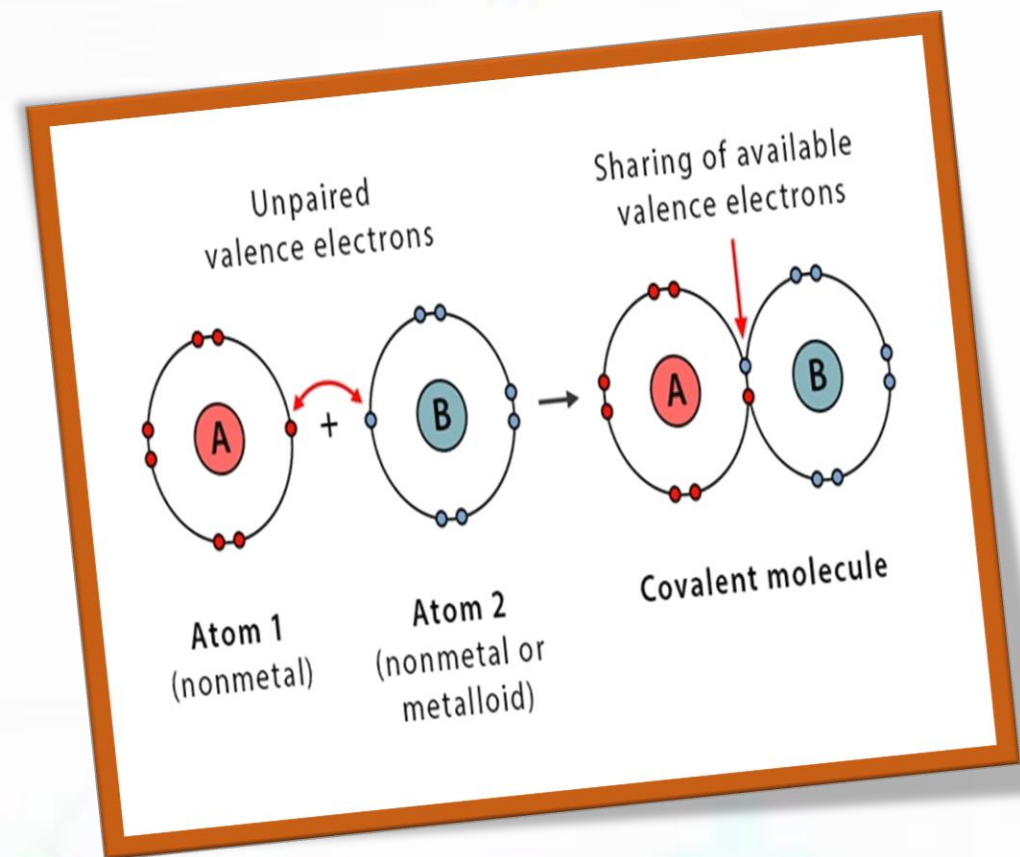 Unpaired
valence electrons
Sharing of available
valence electrons
A
+
B
A
B
Atom 1
(nonmetal)
Atom 2
(nonmetal or
metalloid)
Covalent molecule